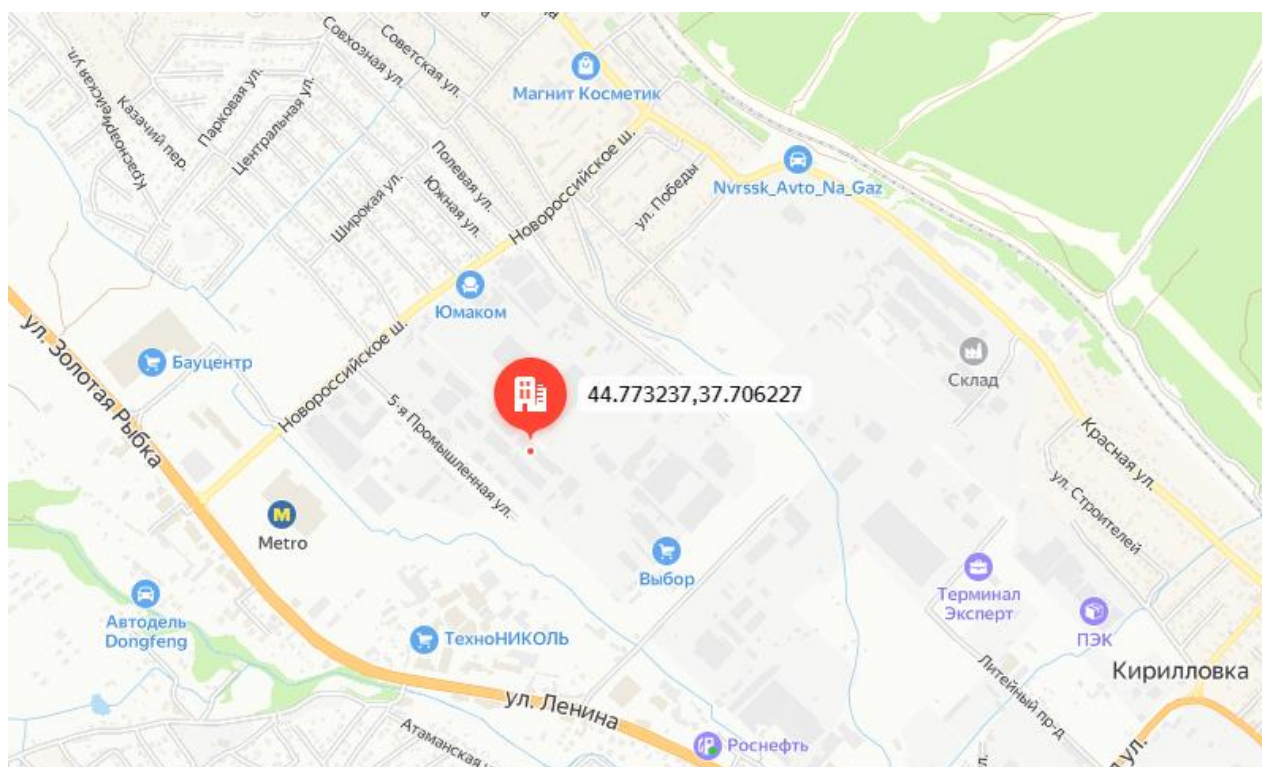 на
Совхозная ул.
Советская ул.
Магнит Косметик
Красноармейская ул.
Казачий пер.
Парковая ул.
Центральная ул.
Новороссийское ш.
Полевая ул.
Южная ул.
Широкая ул.
ул. Победы
Nvrssk_Avto_Na_Gaz
Юмаком
ул. Золотая Рыбка
Бауцентр
Новороссийское ш.
44.773237,37.706227
Склад
5-я Промышленная ул.
Красная ул.
ул. Строителей
Metro
Выбор
Терминал
Эксперт
ПЭК
Автодель
Dongfeng
ТехноНИКОЛЬ
Кирилловка
Литейный пр-д
ул. Ленина
Атаманская
Роснефть
ул.